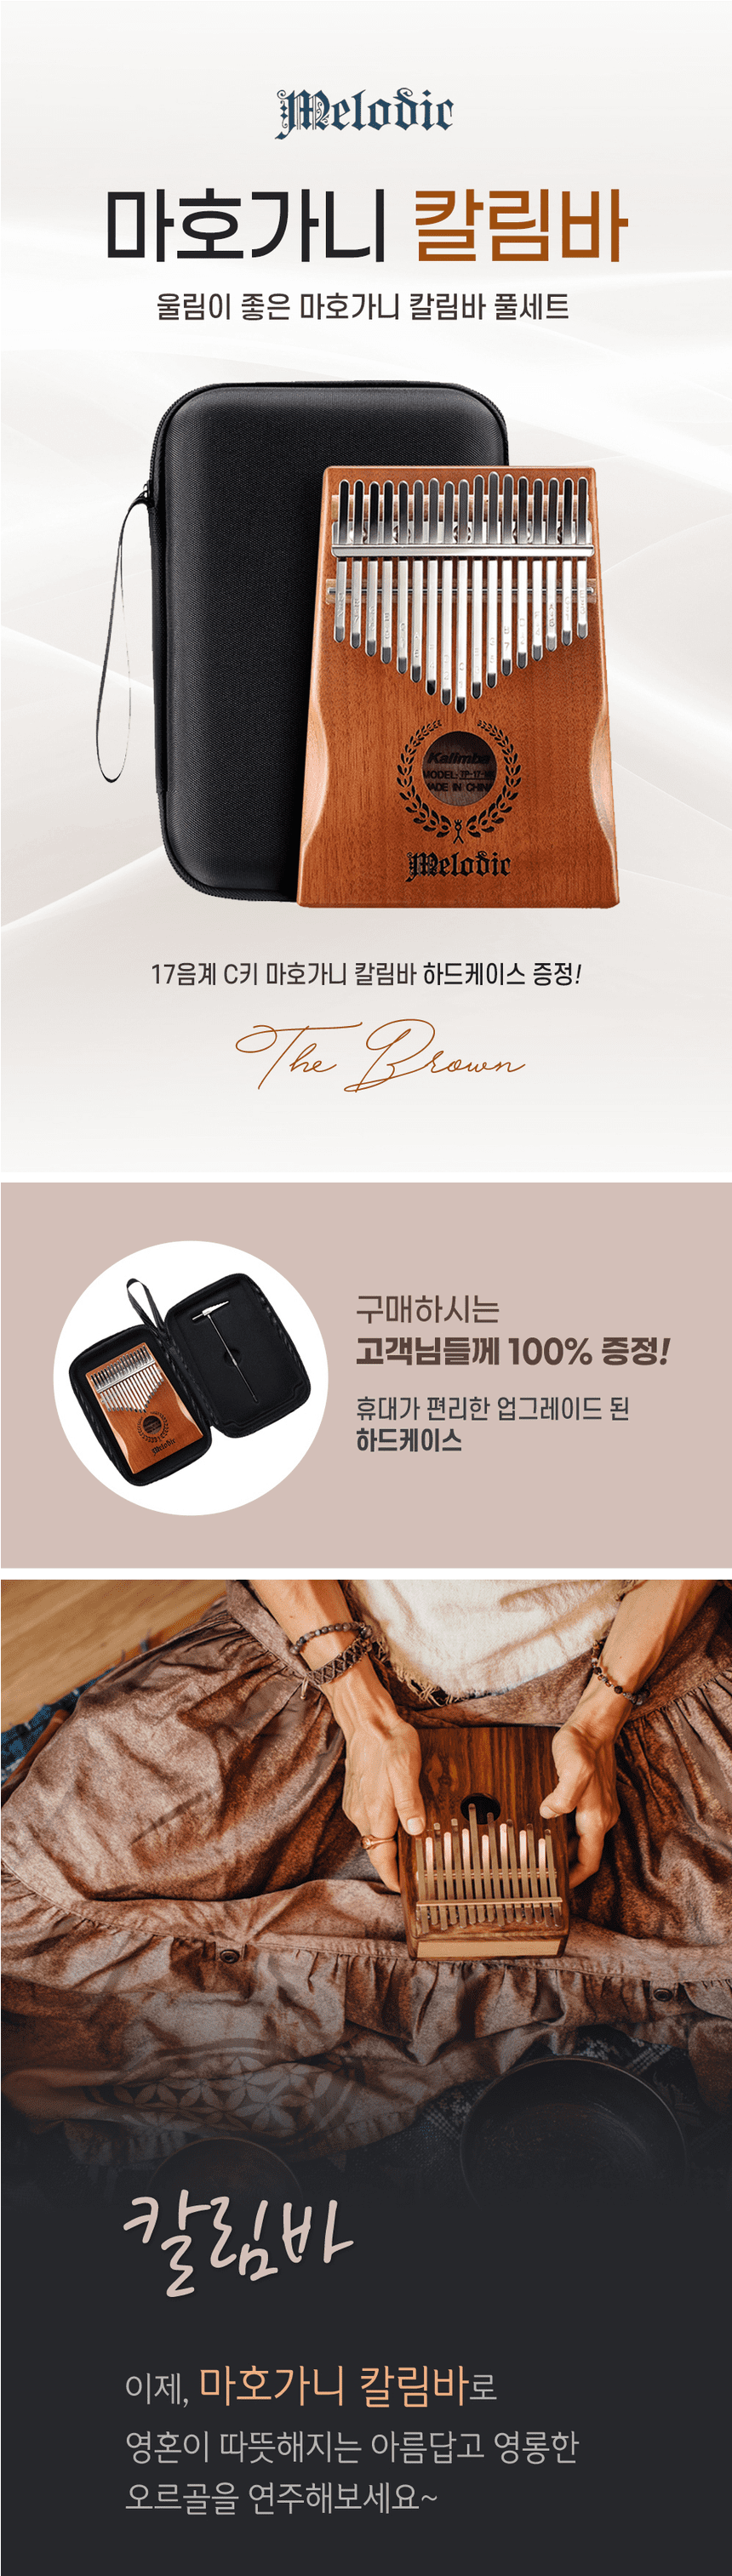 Melodic
마호가니 칼림바
울림이 좋은 마호가니 칼림바 풀세트
Kalimba
MADE IN CHINA
Melodic
17음계 C키 마호가니 칼림바 하드케이스 증정!
The Brown
구매하시는
고객님들께 100% 증정!
휴대가 편리한 업그레이드 된
하드케이스
Melodic
칼림바
이제, 마호가니 칼림바로
영혼이 따뜻해지는 아름답고 영롱한
오르골을 연주해보세요~